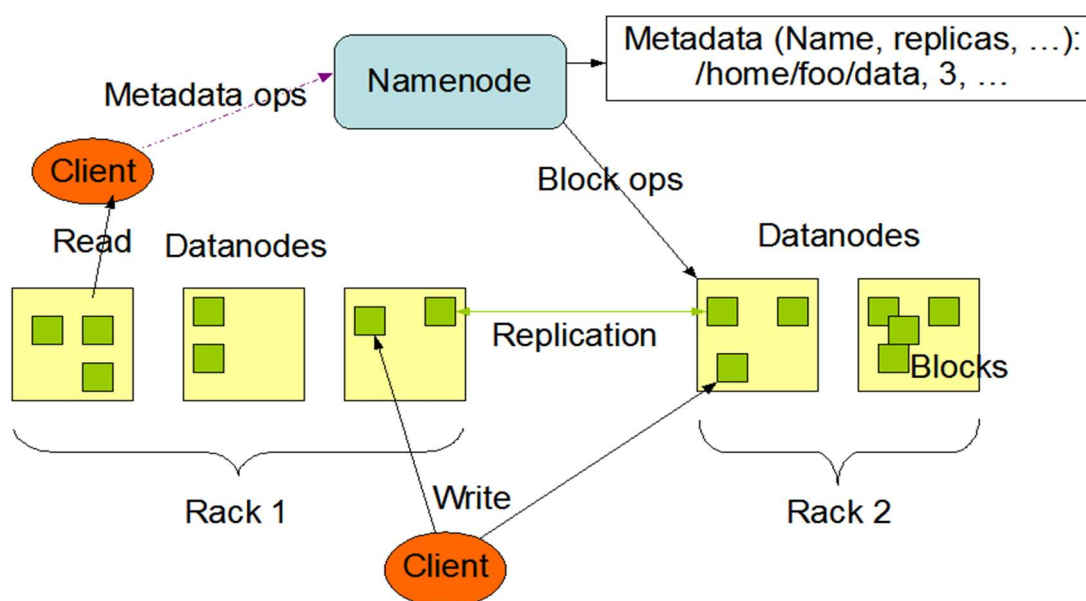 Metadata (Name, replicas, …):
/home/foo/data, 3, …
Namenode
Metadata ops
Client
Block ops
Read
Datanodes
Datanodes
Replication
Blocks
Rack 1
Write
Rack 2
Client